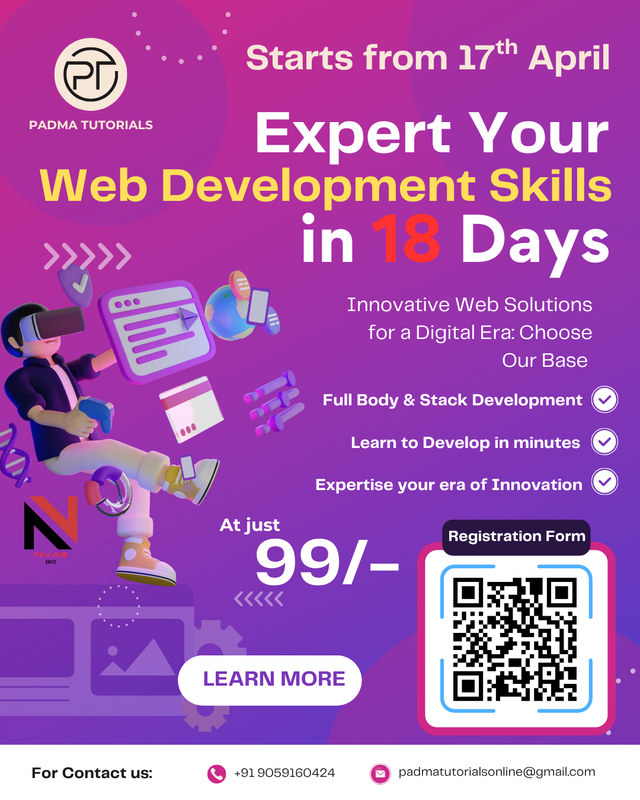 PT
PADMA TUTORIALS
Starts from 17th April
Expert Your
Web Development Skills
in 18 Days
Innovative Web Solutions
for a Digital Era: Choose
Our Base
Full Body & Stack Development
Learn to Develop in minutes
Expertise your era of Innovation
At just
99/-
Registration Form
LEARN MORE
For Contact us:
+91 9059160424
padmatutorialsonline@gmail.com